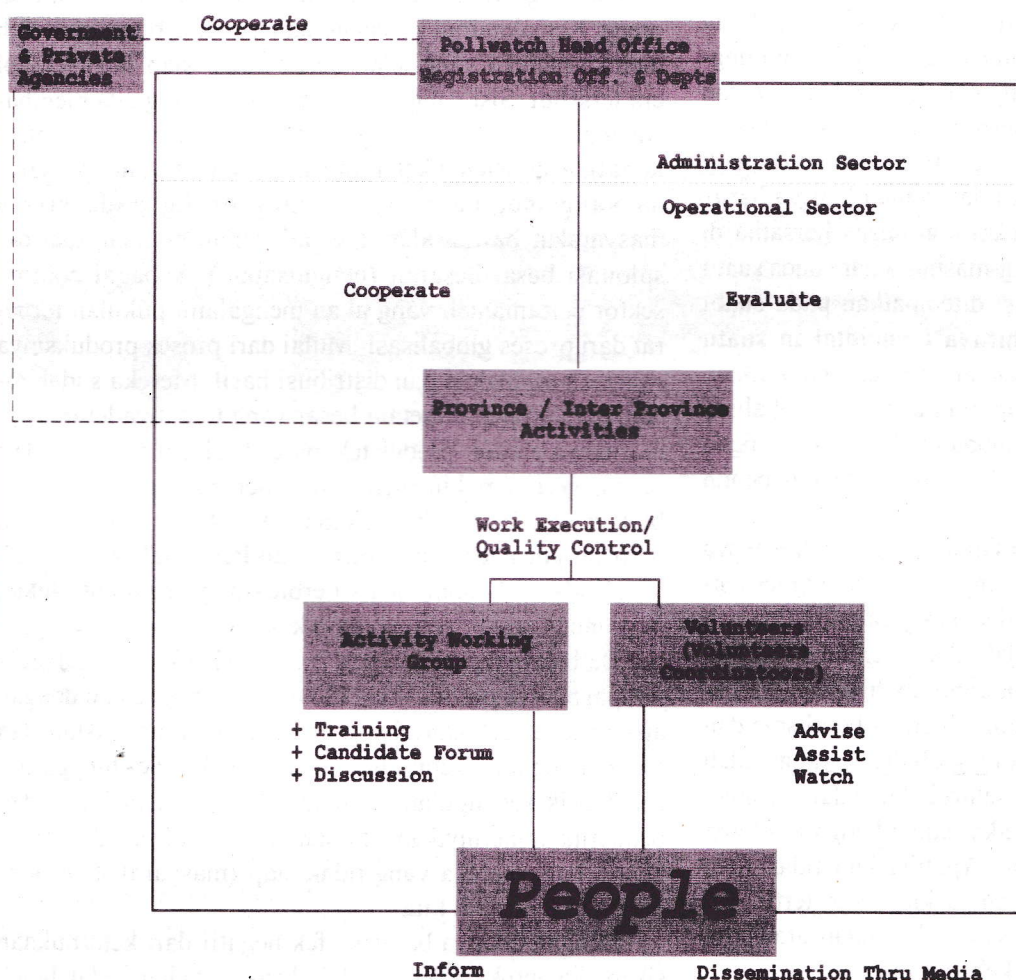 Cooperate
Government
& Private
Agencies
Pollwatch Head Office
Registration Off. & Depts
Administration Sector
Operational Sector
Cooperate
Evaluate
Province / Inter Province
Activities
Work Execution/
Quality Control
Activity Working
Group
Volunteers
(Volunteers
Coordinatoors)
+ Training
+ Candidate Forum
+ Discussion
Advise
Assist
Watch
People
Inform
Dissemination Thru Media